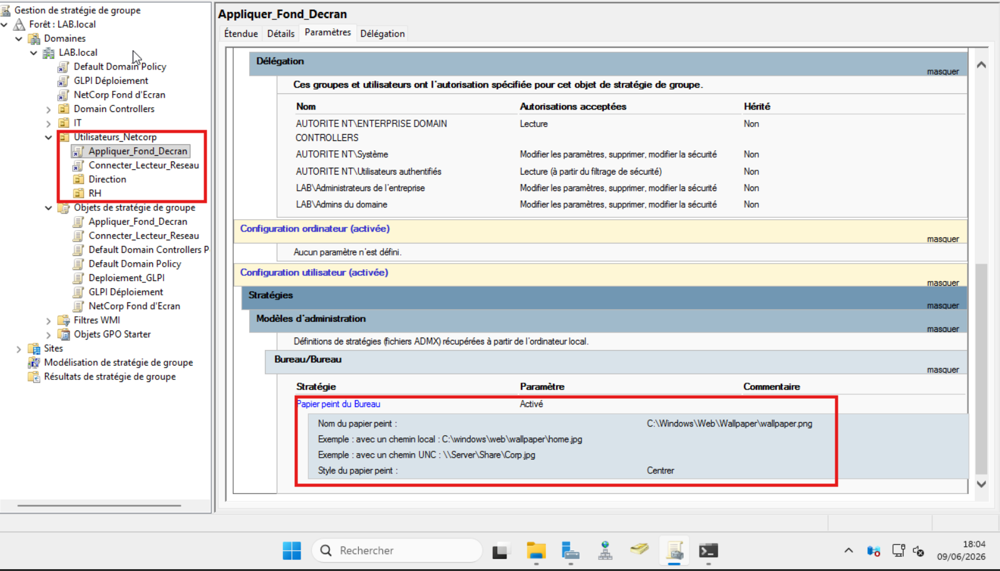 Gestion de stratégie de groupe
Forêt : LAB.local
Domaines
LAB.local
Default Domain Policy
GLPI Déploiement
NetCorp Fond d'Ecran
Domain Controllers
IT
Utilisateurs_Netcorp
Appliquer_Fond_Decran
Connecter_Lecteur_Reseau
Direction
RH
Objets de stratégie de groupe
Appliquer_Fond_Decran
Connecter_Lecteur_Reseau
Default Domain Controllers P
Default Domain Policy
Deploiement_GLPI
GLPI Déploiement
NetCorp Fond d'Ecran
Filtres WMI
Objets GPO Starter
Sites
Modélisation de stratégie de groupe
Résultats de stratégie de groupe
Appliquer_Fond_Decran
Étendue Détails Paramètres Délégation
Délégation
masquer
Ces groupes et utilisateurs ont l'autorisation spécifiée pour cet objet de stratégie de groupe.
Nom Autorisations acceptées Hérité
AUTORITE NT\ENTERPRISE DOMAIN CONTROLLERS Lecture Non
AUTORITE NT\Système Modifier les paramètres, supprimer, modifier la sécurité Non
AUTORITE NT\Utilisateurs authentifiés Lecture (à partir du filtrage de sécurité) Non
LAB\Administrateurs de l'entreprise Modifier les paramètres, supprimer, modifier la sécurité Non
LAB\Admins du domaine Modifier les paramètres, supprimer, modifier la sécurité Non
Configuration ordinateur (activée)
masquer
Aucun paramètre n'est défini.
Configuration utilisateur (activée)
masquer
Stratégies
masquer
Modèles d'administration
masquer
Définitions de stratégies (fichiers ADMX) récupérées à partir de l'ordinateur local.
Bureau/Bureau
masquer
Stratégie Paramètre Commentaire
Papier peint du Bureau Activé
Nom du papier peint : C:\Windows\Web\Wallpaper\wallpaper.png
Exemple : avec un chemin local : C:\windows\web\wallpaper\home.jpg
Exemple : avec un chemin UNC : \\Server\Share\Corp.jpg
Style du papier peint : Centrer
Rechercher
18:04
09/06/2026